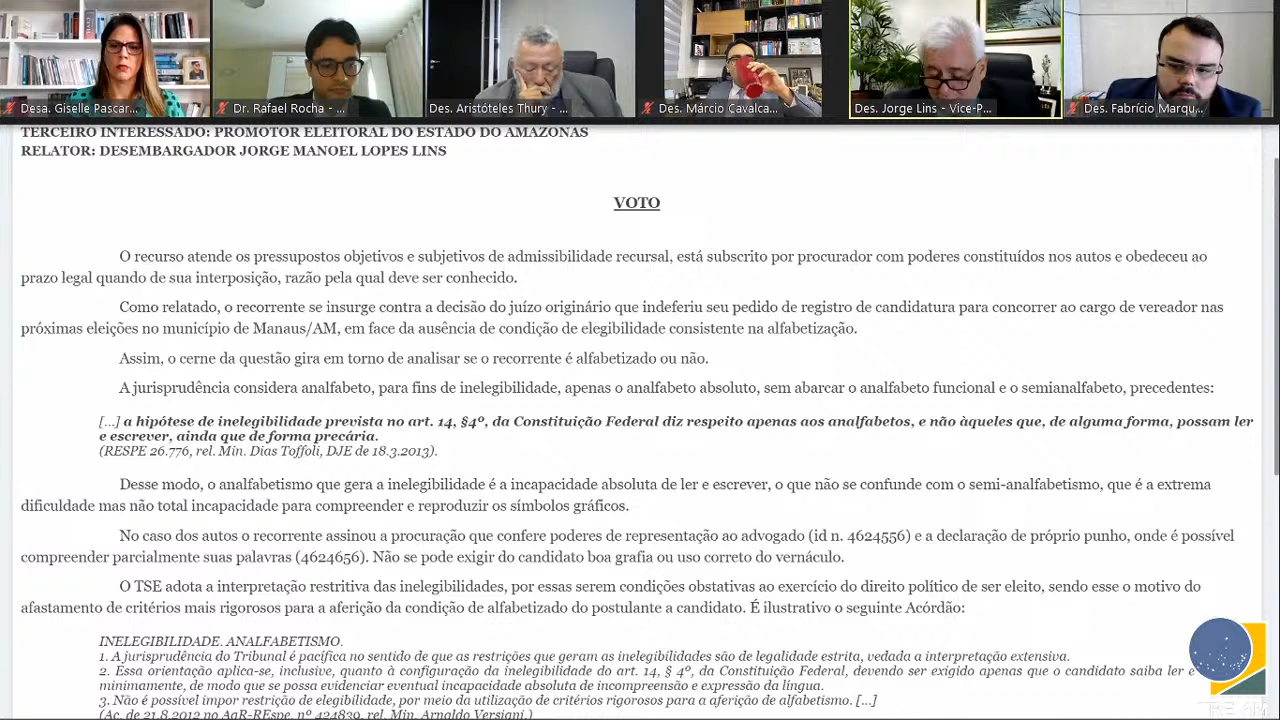 Desa. Giselle Pascar...
Dr. Rafael Rocha - ...
Des. Aristóteles Thury - ...
Des. Márcio Cavalca...
Des. Jorge Lins - Vice-P...
Des. Fabrício Marqu...
TERCEIRO INTERESSADO: PROMOTOR ELEITORAL DO ESTADO DO AMAZONAS
RELATOR: DESEMBARGADOR JORGE MANOEL LOPES LINS
VOTO
O recurso atende os pressupostos objetivos e subjetivos de admissibilidade recursal, está subscrito por procurador com poderes constituídos nos autos e obedeceu ao
prazo legal quando de sua interposição, razão pela qual deve ser conhecido.
Como relatado, o recorrente se insurge contra a decisão do juízo originário que indeferiu seu pedido de registro de candidatura para concorrer ao cargo de vereador nas
próximas eleições no município de Manaus/AM, em face da ausência de condição de elegibilidade consistente na alfabetização.
Assim, o cerne da questão gira em torno de analisar se o recorrente é alfabetizado ou não.
A jurisprudência considera analfabeto, para fins de inelegibilidade, apenas o analfabeto absoluto, sem abarcar o analfabeto funcional e o semianalfabeto, precedentes:
[...] a hipótese de inelegibilidade prevista no art. 14, §4º, da Constituição Federal diz respeito apenas aos analfabetos, e não àqueles que, de alguma forma, possam ler
e escrever, ainda que de forma precária.
(RESPE 26.776, rel. Min. Dias Toffoli, DJE de 18.3.2013).
Desse modo, o analfabetismo que gera a inelegibilidade é a incapacidade absoluta de ler e escrever, o que não se confunde com o semi-analfabetismo, que é a extrema
dificuldade mas não total incapacidade para compreender e reproduzir os símbolos gráficos.
No caso dos autos o recorrente assinou a procuração que confere poderes de representação ao advogado (id n. 4624556) e a declaração de próprio punho, onde é possível
compreender parcialmente suas palavras (4624656). Não se pode exigir do candidato boa grafia ou uso correto do vernáculo.
O TSE adota a interpretação restritiva das inelegibilidades, por essas serem condições obstativas ao exercício do direito político de ser eleito, sendo esse o motivo do
afastamento de critérios mais rigorosos para a aferição da condição de alfabetizado do postulante a candidato. É ilustrativo o seguinte Acórdão:
INELEGIBILIDADE. ANALFABETISMO.
1. A jurisprudência do Tribunal é pacífica no sentido de que as restrições que geram as inelegibilidades são de legalidade estrita, vedada a interpretação extensiva.
2. Essa orientação aplica-se, inclusive, quanto à configuração da inelegibilidade do art. 14, § 4º, da Constituição Federal, devendo ser exigido apenas que o candidato saiba ler e
minimamente, de modo que se possa evidenciar eventual incapacidade absoluta de incompreensão e expressão da língua.
3. Não é possível impor restrição de elegibilidade, por meio da utilização de critérios rigorosos para a aferição de alfabetismo. [...]
(Ac. de 21.8.2012 no AgR-REspe. nº 424839, rel. Min. Arnaldo Versiani.)
TRE AM